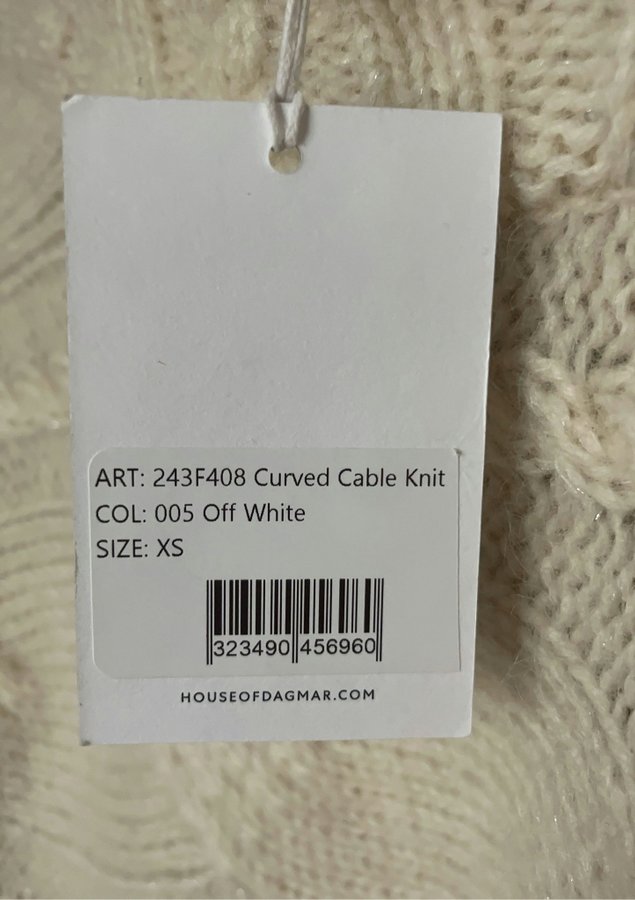 ART: 243F408 Curved Cable Knit
COL: 005 Off White
SIZE: XS
323490 456960
HOUSEOFDAGMAR.COM